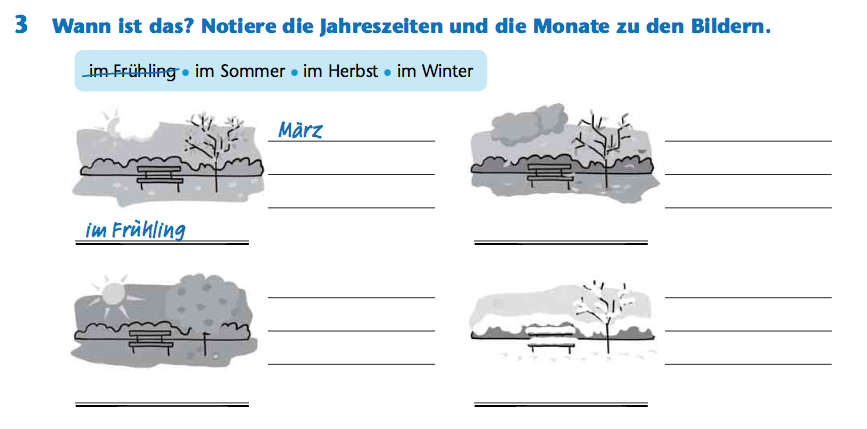 3 Wann ist das? Notiere die Jahreszeiten und die Monate zu den Bildern.
im Frühling • im Sommer • im Herbst • im Winter
März
im Frühling